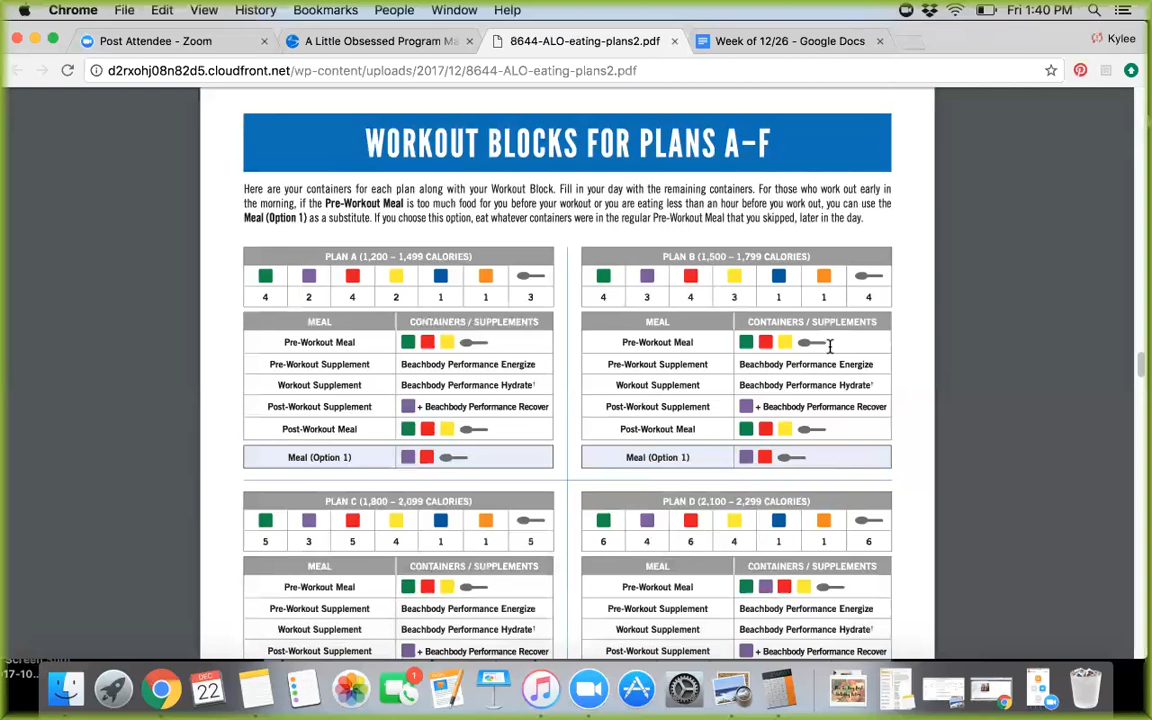 Chrome File Edit View History Bookmarks People Window Help Fri 1:40 PM
Post Attendee - Zoom × A Little Obsessed Program Ma × 8644-ALO-eating-plans2.pdf × Week of 12/26 - Google Docs × Kylee
d2rxohj08n82d5.cloudfront.net/wp-content/uploads/2017/12/8644-ALO-eating-plans2.pdf
WORKOUT BLOCKS FOR PLANS A–F
Here are your containers for each plan along with your Workout Block. Fill in your day with the remaining containers. For those who work out early in
the morning, if the Pre-Workout Meal is too much food for you before your workout or you are eating less than an hour before you work out, you can use the
Meal (Option 1) as a substitute. If you choose this option, eat whatever containers were in the regular Pre-Workout Meal that you skipped, later in the day.
PLAN A (1,200 – 1,499 CALORIES)
4 2 4 2 1 1 3
MEAL CONTAINERS / SUPPLEMENTS
Pre-Workout Meal
Pre-Workout Supplement Beachbody Performance Energize
Workout Supplement Beachbody Performance Hydrate†
Post-Workout Supplement + Beachbody Performance Recover
Post-Workout Meal
Meal (Option 1)
PLAN B (1,500 – 1,799 CALORIES)
4 3 4 3 1 1 4
MEAL CONTAINERS / SUPPLEMENTS
Pre-Workout Meal
Pre-Workout Supplement Beachbody Performance Energize
Workout Supplement Beachbody Performance Hydrate†
Post-Workout Supplement + Beachbody Performance Recover
Post-Workout Meal
Meal (Option 1)
PLAN C (1,800 – 2,099 CALORIES)
5 3 5 4 1 1 5
MEAL CONTAINERS / SUPPLEMENTS
Pre-Workout Meal
Pre-Workout Supplement Beachbody Performance Energize
Workout Supplement Beachbody Performance Hydrate†
Post-Workout Supplement + Beachbody Performance Recover
PLAN D (2,100 – 2,299 CALORIES)
6 4 6 4 1 1 6
MEAL CONTAINERS / SUPPLEMENTS
Pre-Workout Meal
Pre-Workout Supplement Beachbody Performance Energize
Workout Supplement Beachbody Performance Hydrate†
Post-Workout Supplement + Beachbody Performance Recover
17-10...
DEC
22
1